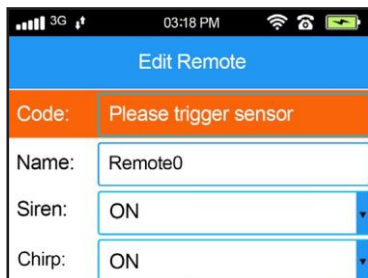 3G 03:18 PM
Edit Remote
Code: Please trigger sensor
Name: Remote0
Siren: ON
Chirp: ON